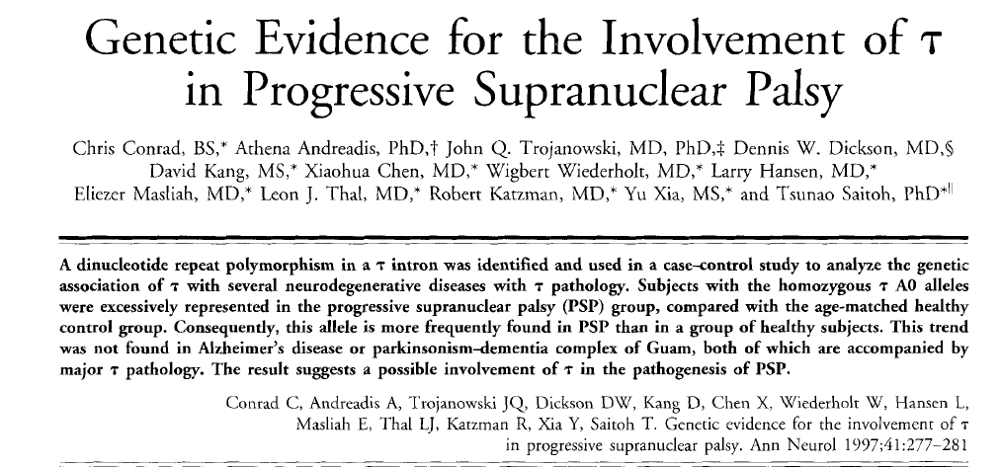 Genetic Evidence for the Involvement of τ
in Progressive Supranuclear Palsy
Chris Conrad, BS,* Athena Andreadis, PhD,† John Q. Trojanowski, MD, PhD,‡ Dennis W. Dickson, MD,§
David Kang, MS,* Xiaohua Chen, MD,* Wigbert Wiederholt, MD,* Larry Hansen, MD,*
Eliezer Masliah, MD,* Leon J. Thal, MD,* Robert Katzman, MD,* Yu Xia, MS,* and Tsunao Saitoh, PhD*‖
A dinucleotide repeat polymorphism in a τ intron was identified and used in a case–control study to analyze the genetic
association of τ with several neurodegenerative diseases with τ pathology. Subjects with the homozygous τ A0 alleles
were excessively represented in the progressive supranuclear palsy (PSP) group, compared with the age-matched healthy
control group. Consequently, this allele is more frequently found in PSP than in a group of healthy subjects. This trend
was not found in Alzheimer's disease or parkinsonism–dementia complex of Guam, both of which are accompanied by
major τ pathology. The result suggests a possible involvement of τ in the pathogenesis of PSP.
Conrad C, Andreadis A, Trojanowski JQ, Dickson DW, Kang D, Chen X, Wiederholt W, Hansen L,
Masliah E, Thal LJ, Katzman R, Xia Y, Saitoh T. Genetic evidence for the involvement of τ
in progressive supranuclear palsy. Ann Neurol 1997;41:277–281